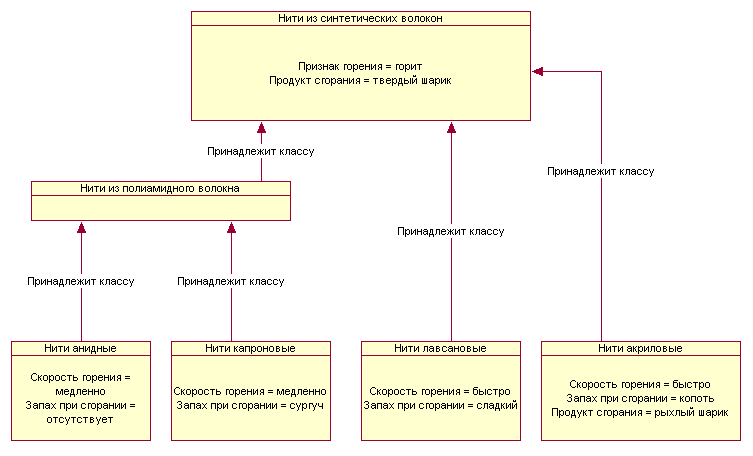 Нити из синтетических волокон
Признак горения = горит
Продукт сгорания = твердый шарик
Принадлежит классу
Принадлежит классу
Нити из полиамидного волокна
Принадлежит классу
Принадлежит классу
Принадлежит классу
Нити анидные
Скорость горения =
медленно
Запах при сгорании =
отсутствует
Нити капроновые
Скорость горения = медленно
Запах при сгорании = сургуч
Нити лавсановые
Скорость горения = быстро
Запах при сгорании = сладкий
Нити акриловые
Скорость горения = быстро
Запах при сгорании = копоть
Продукт сгорания = рыхлый шарик